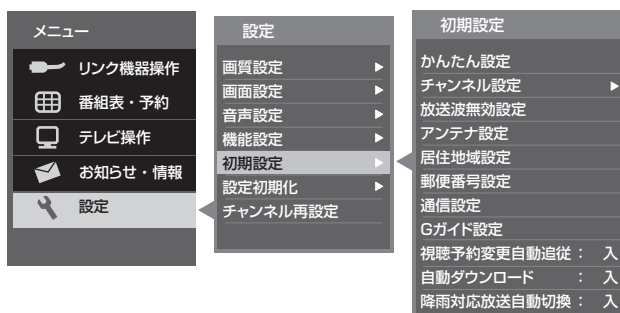 メニュー
リンク機器操作
番組表・予約
テレビ操作
お知らせ・情報
設定
設定
画質設定
画面設定
音声設定
機能設定
初期設定
設定初期化
チャンネル再設定
初期設定
かんたん設定
チャンネル設定
放送波無効設定
アンテナ設定
居住地域設定
郵便番号設定
通信設定
Gガイド設定
視聴予約変更自動追従： 入
自動ダウンロード ： 入
降雨対応放送自動切換： 入